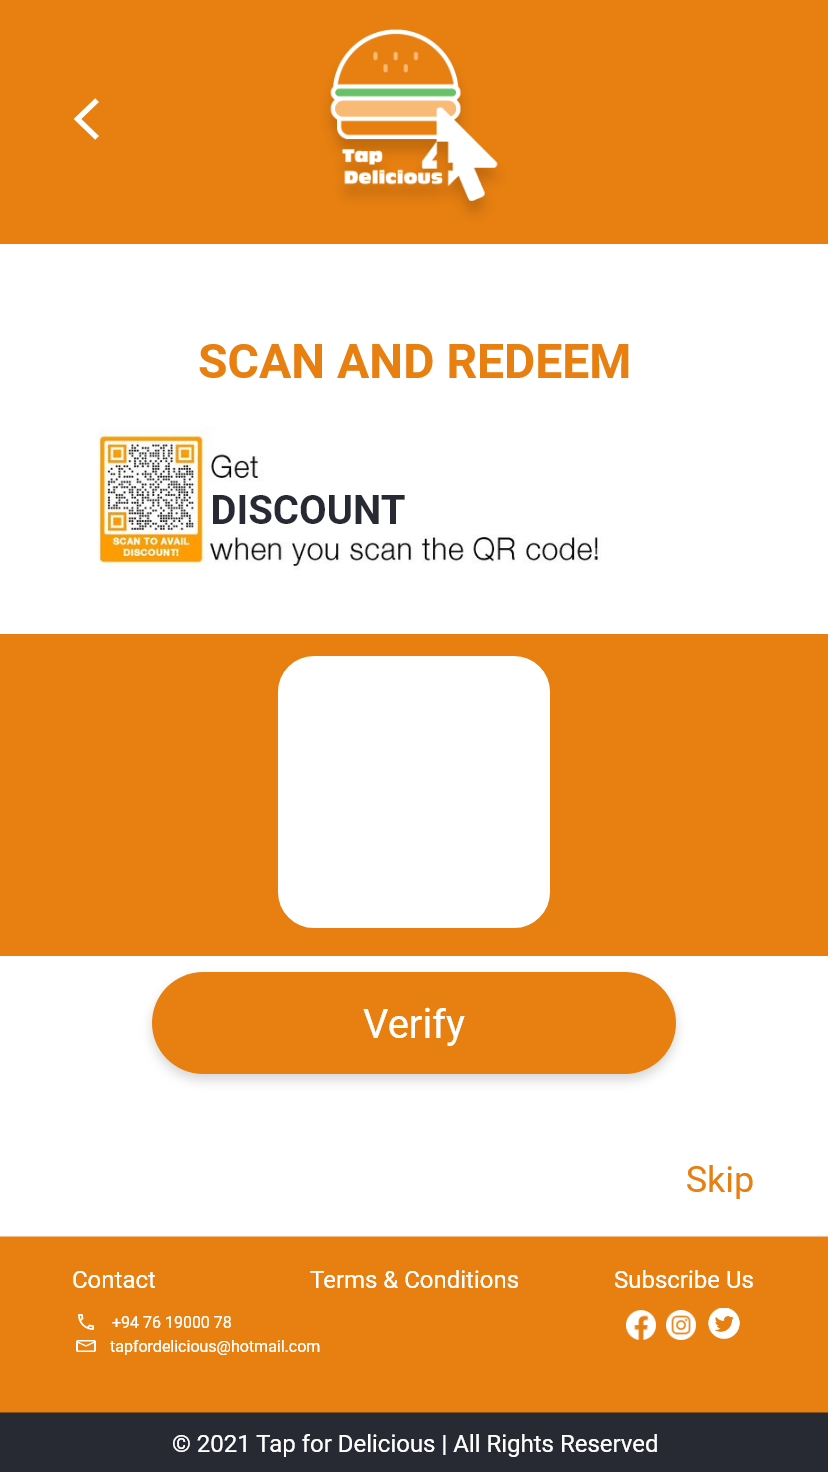 Tap 4
Delicious
SCAN AND REDEEM
Get
DISCOUNT
when you scan the QR code!
SCAN TO AVAIL
DISCOUNT!
Verify
Skip
Contact
Terms & Conditions
Subscribe Us
+94 76 19000 78
tapfordelicious@hotmail.com
© 2021 Tap for Delicious | All Rights Reserved